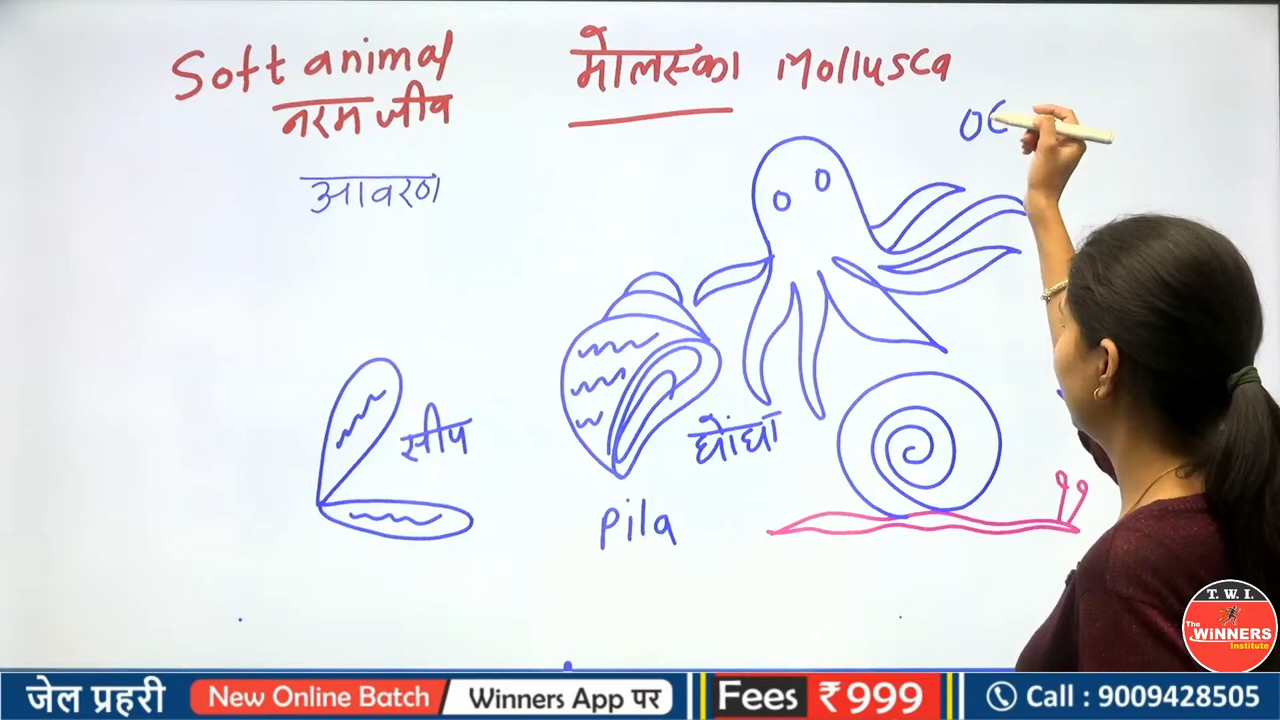 Soft animal
नरम जीव
मोलस्का Mollusca
आवरण
OC
सीप
घोंघा
Pila
T. W. I.
The
WiNNERS
Institute
जेल प्रहरी New Online Batch Winners App पर Fees ₹ 999 Call : 9009428505